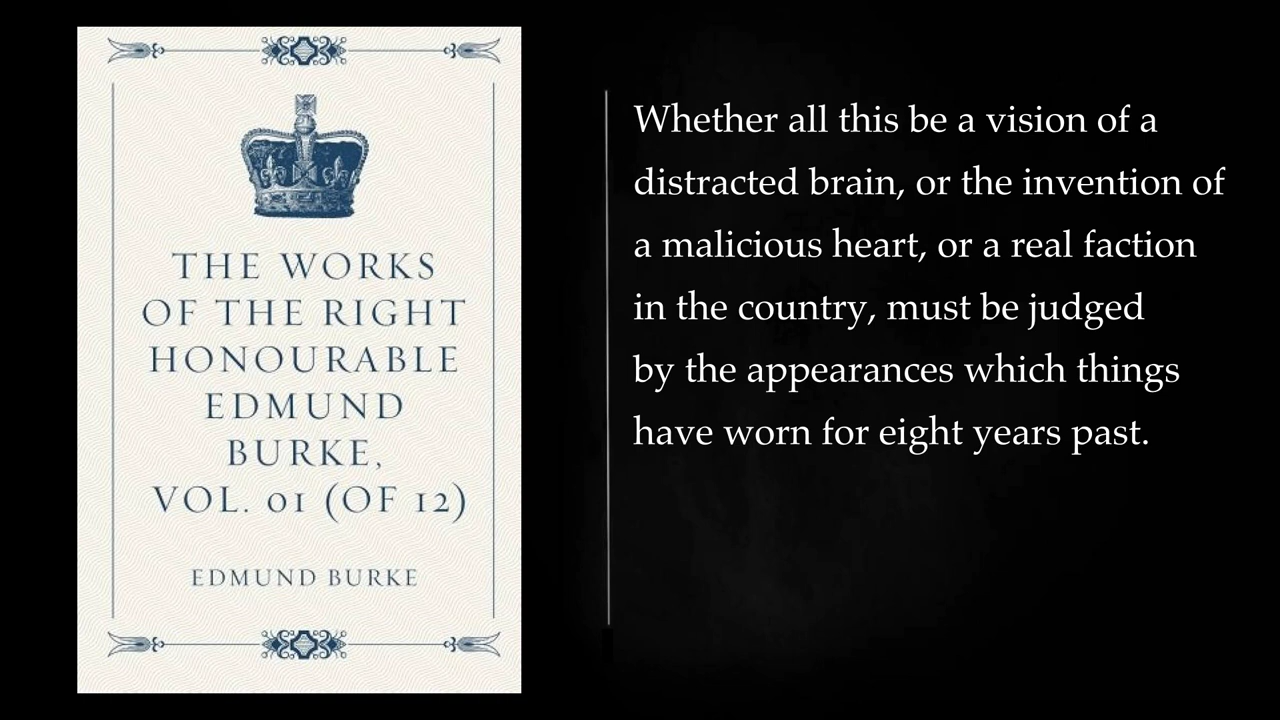 THE WORKS
OF THE RIGHT
HONOURABLE
EDMUND
BURKE,
VOL. 01 (OF 12)
EDMUND BURKE
Whether all this be a vision of a
distracted brain, or the invention of
a malicious heart, or a real faction
in the country, must be judged
by the appearances which things
have worn for eight years past.